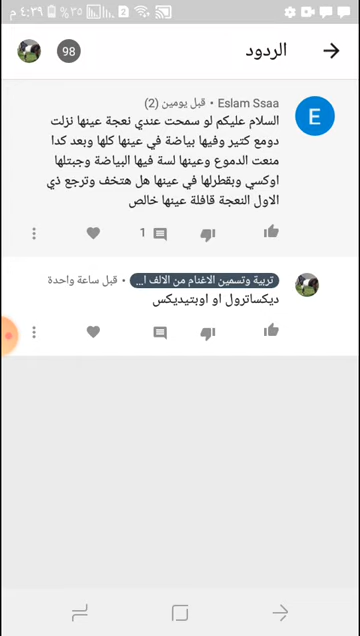 ٤:٣٩ م ٣٥%
الردود
98
Eslam Ssaa • قبل يومين (2)
E
السلام عليكم لو سمحت عندي نعجة عينها نزلت
دومع كتير وفيها بياضة في عينها كلها وبعد كدا
منعت الدموع وعينها لسة فيها البياضة وجبتلها
اوكسي وبقطرلها في عينها هل هتخف وترجع ذي
الاول النعجة قافلة عينها خالص
1
تربية وتسمين الاغنام من الالف ا... • قبل ساعة واحدة
ديكساترول او اوبتيديكس